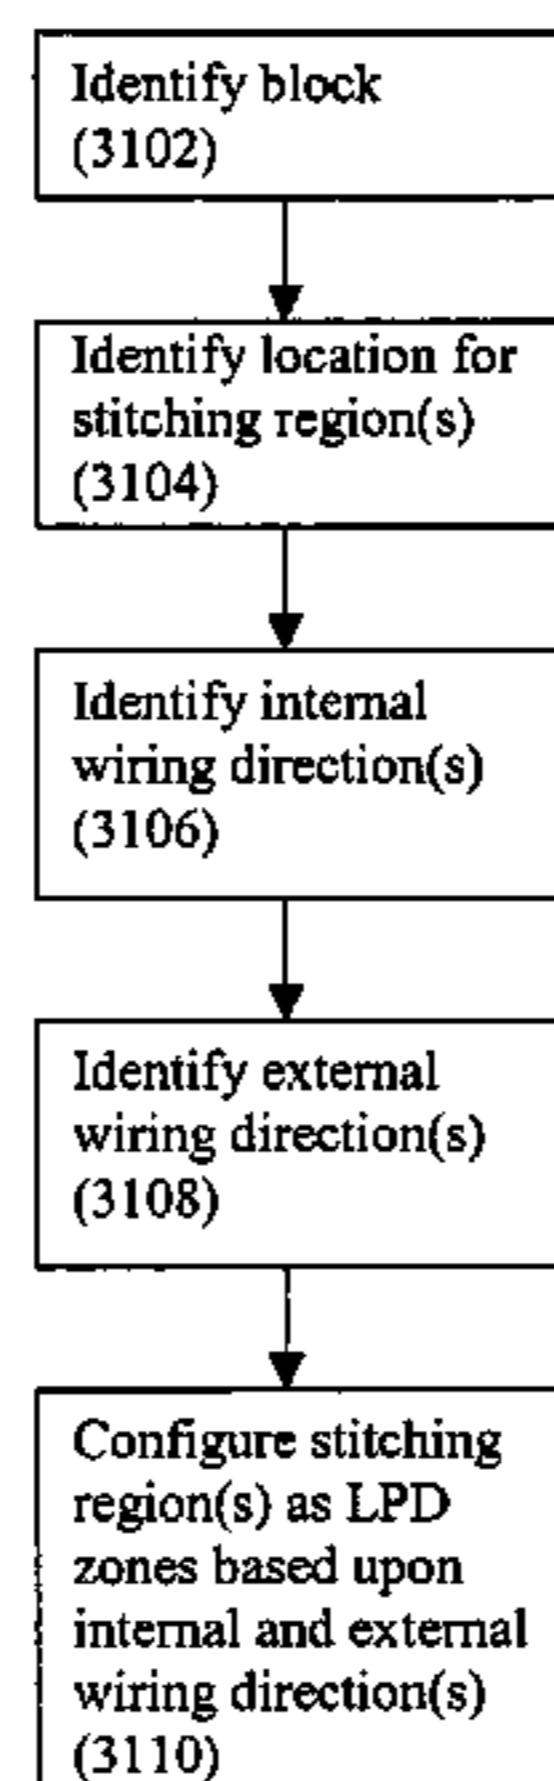 Identify block
(3102)
Identify location for
stitching region(s)
(3104)
Identify internal
wiring direction(s)
(3106)
Identify external
wiring direction(s)
(3108)
Configure stitching
region(s) as LPD
zones based upon
internal and external
wiring direction(s)
(3110)